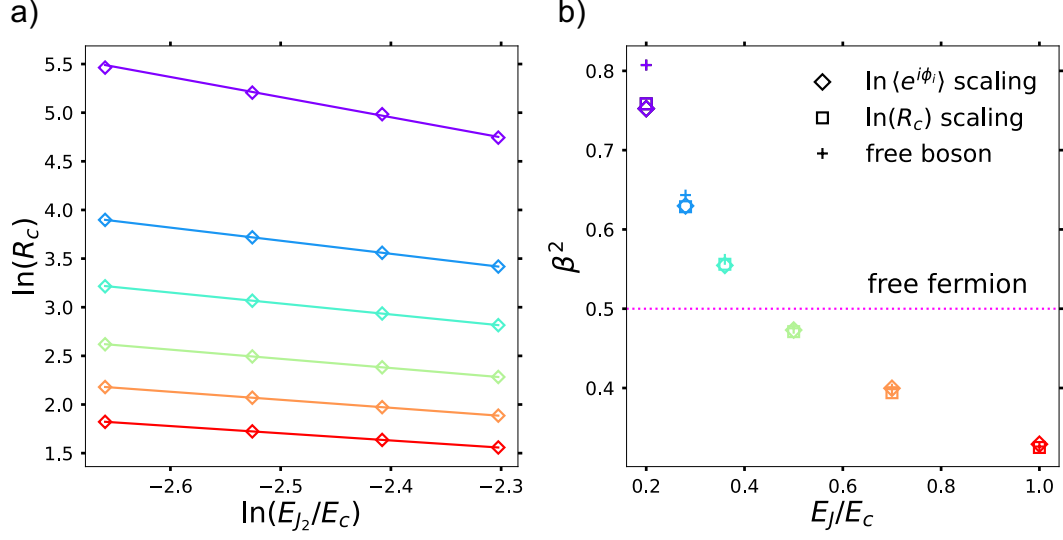 a)
5.5
5.0
4.5
4.0
3.5
3.0
2.5
2.0
1.5
ln(R_c)
−2.6
−2.5
−2.4
−2.3
ln(E_{J_2}/E_c)
b)
0.8
0.7
0.6
0.5
0.4
β²
ln ⟨e^{iϕ_i}⟩ scaling
ln(R_c) scaling
free boson
free fermion
0.2
0.4
0.6
0.8
1.0
E_J/E_c